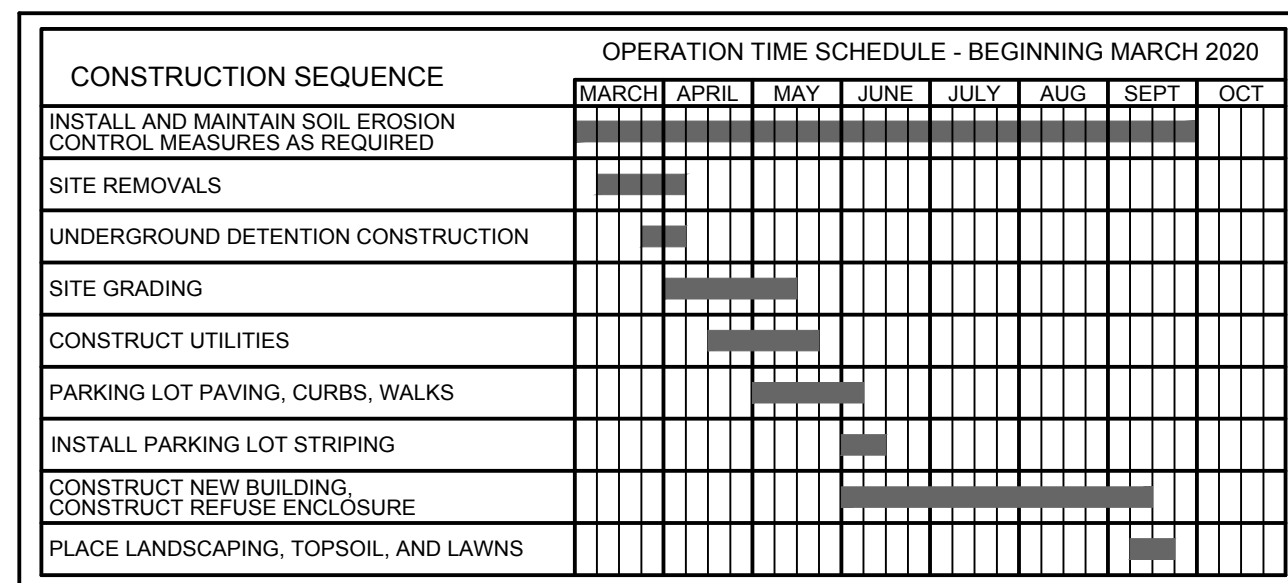 CONSTRUCTION SEQUENCE
OPERATION TIME SCHEDULE - BEGINNING MARCH 2020
MARCH APRIL MAY JUNE JULY AUG SEPT OCT
INSTALL AND MAINTAIN SOIL EROSION
CONTROL MEASURES AS REQUIRED
SITE REMOVALS
UNDERGROUND DETENTION CONSTRUCTION
SITE GRADING
CONSTRUCT UTILITIES
PARKING LOT PAVING, CURBS, WALKS
INSTALL PARKING LOT STRIPING
CONSTRUCT NEW BUILDING,
CONSTRUCT REFUSE ENCLOSURE
PLACE LANDSCAPING, TOPSOIL, AND LAWNS